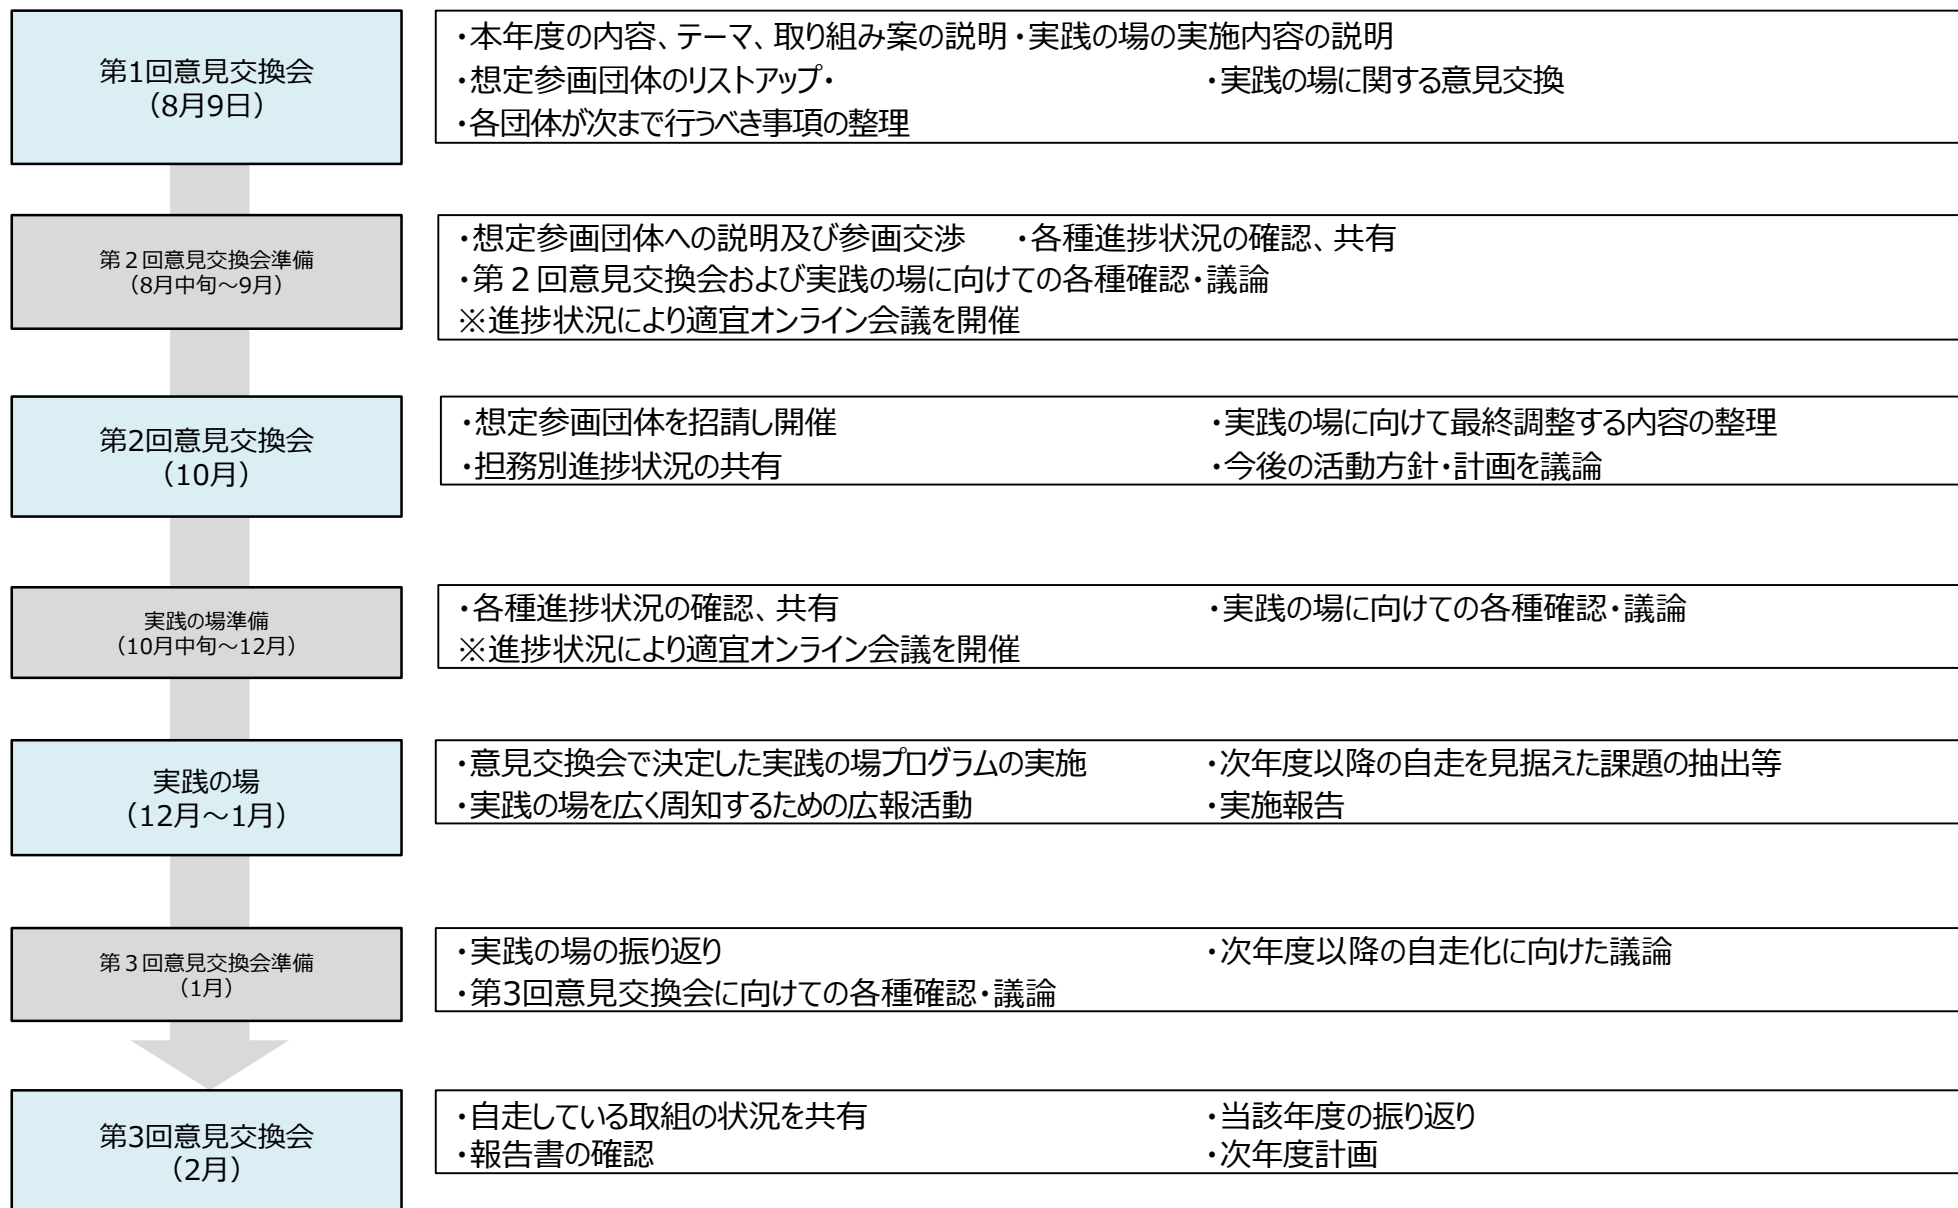 第1回意見交換会
（8月9日）
・本年度の内容、テーマ、取り組み案の説明・実践の場の実施内容の説明
・想定参画団体のリストアップ・ ・実践の場に関する意見交換
・各団体が次まで行うべき事項の整理
第２回意見交換会準備
（8月中旬～9月）
・想定参画団体への説明及び参画交渉 ・各種進捗状況の確認、共有
・第２回意見交換会および実践の場に向けての各種確認・議論
※進捗状況により適宜オンライン会議を開催
第2回意見交換会
（10月）
・想定参画団体を招請し開催 ・実践の場に向けて最終調整する内容の整理
・担務別進捗状況の共有 ・今後の活動方針・計画を議論
実践の場準備
（10月中旬～12月）
・各種進捗状況の確認、共有 ・実践の場に向けての各種確認・議論
※進捗状況により適宜オンライン会議を開催
実践の場
（12月～1月）
・意見交換会で決定した実践の場プログラムの実施 ・次年度以降の自走を見据えた課題の抽出等
・実践の場を広く周知するための広報活動 ・実施報告
第３回意見交換会準備
（1月）
・実践の場の振り返り ・次年度以降の自走化に向けた議論
・第3回意見交換会に向けての各種確認・議論
第3回意見交換会
（2月）
・自走している取組の状況を共有 ・当該年度の振り返り
・報告書の確認 ・次年度計画